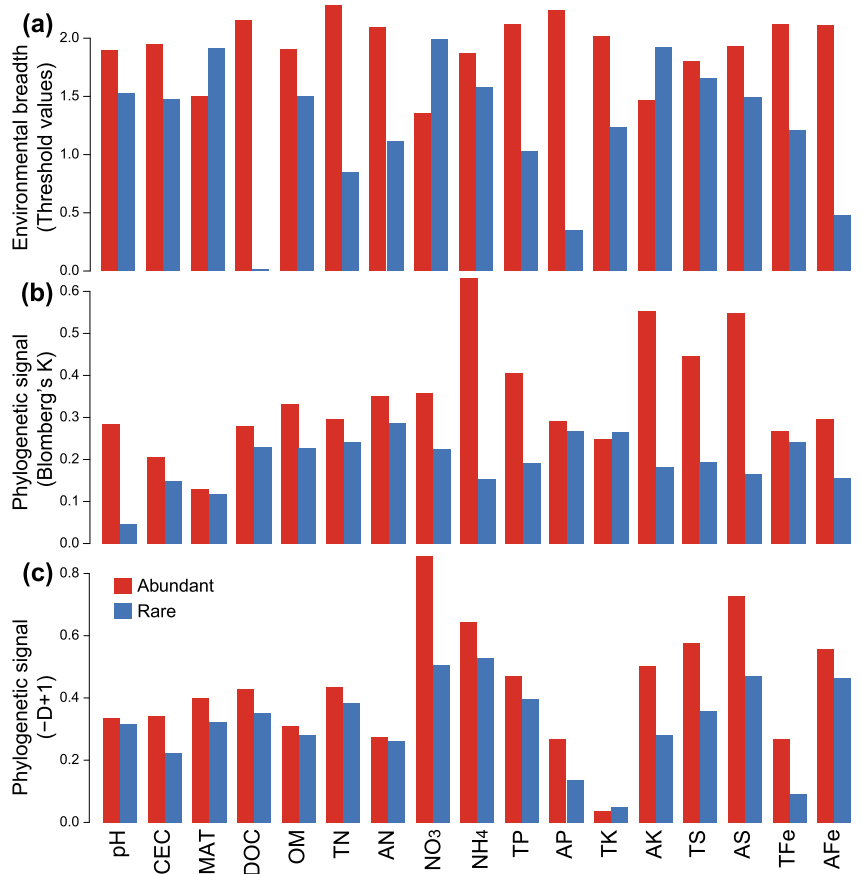 (a)
Environmental breadth
(Threshold values)
2.0
1.5
1.0
0.5
0.0
(b)
Phylogenetic signal
(Blomberg's K)
0.6
0.5
0.4
0.3
0.2
0.1
0.0
(c)
Phylogenetic signal
(−D+1)
0.8
0.6
0.4
0.2
0.0
Abundant
Rare
pH
CEC
MAT
DOC
OM
TN
AN
NO3
NH4
TP
AP
TK
AK
TS
AS
TFe
AFe